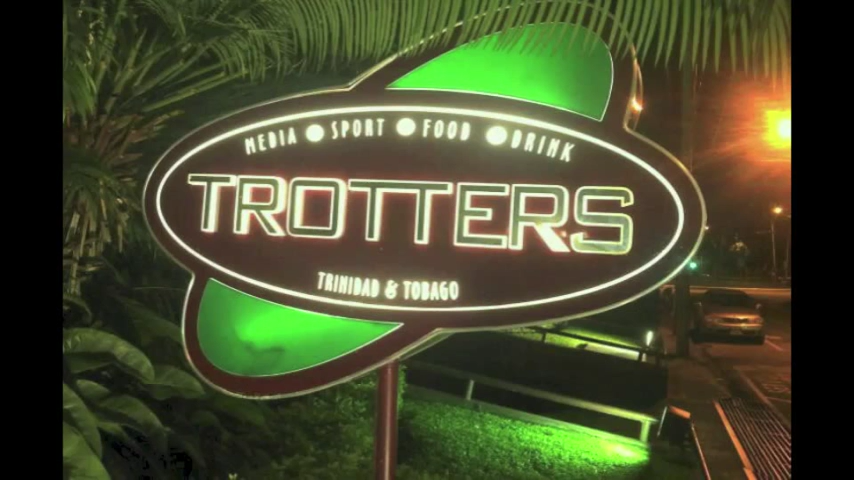 MEDIA ● SPORT ● FOOD ● DRINK
TROTTERS
TRINIDAD & TOBAGO